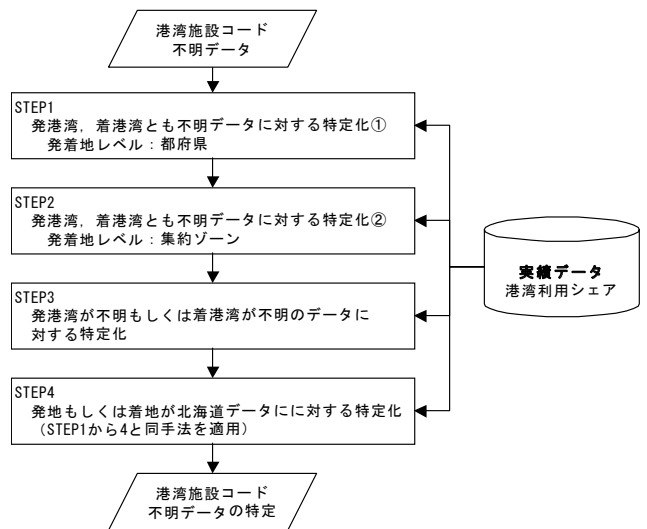 港湾施設コード
不明データ
STEP1
発港湾，着港湾とも不明データに対する特定化①
発着地レベル：都府県
STEP2
発港湾，着港湾とも不明データに対する特定化②
発着地レベル：集約ゾーン
STEP3
発港湾が不明もしくは着港湾が不明のデータに
対する特定化
STEP4
発地もしくは着地が北海道データにに対する特定化
（STEP1から4と同手法を適用）
港湾施設コード
不明データの特定
実績データ
港湾利用シェア